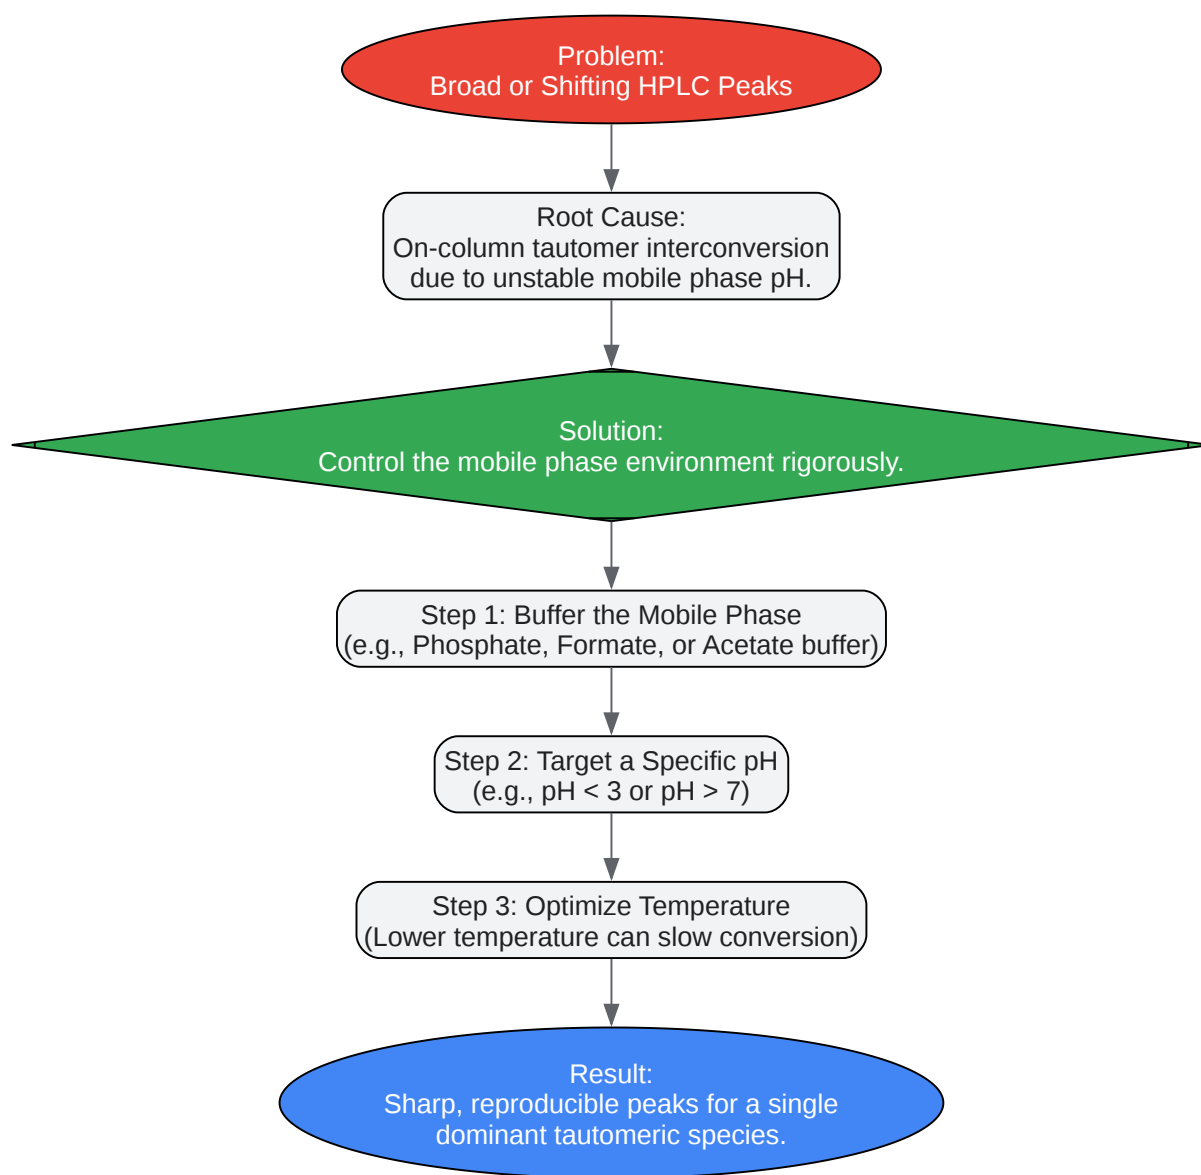 Problem:
Broad or Shifting HPLC Peaks
Root Cause:
On-column tautomer interconversion
due to unstable mobile phase pH.
Solution:
Control the mobile phase environment rigorously.
Step 1: Buffer the Mobile Phase
(e.g., Phosphate, Formate, or Acetate buffer)
Step 2: Target a Specific pH
(e.g., pH < 3 or pH > 7)
Step 3: Optimize Temperature
(Lower temperature can slow conversion)
Result:
Sharp, reproducible peaks for a single
dominant tautomeric species.